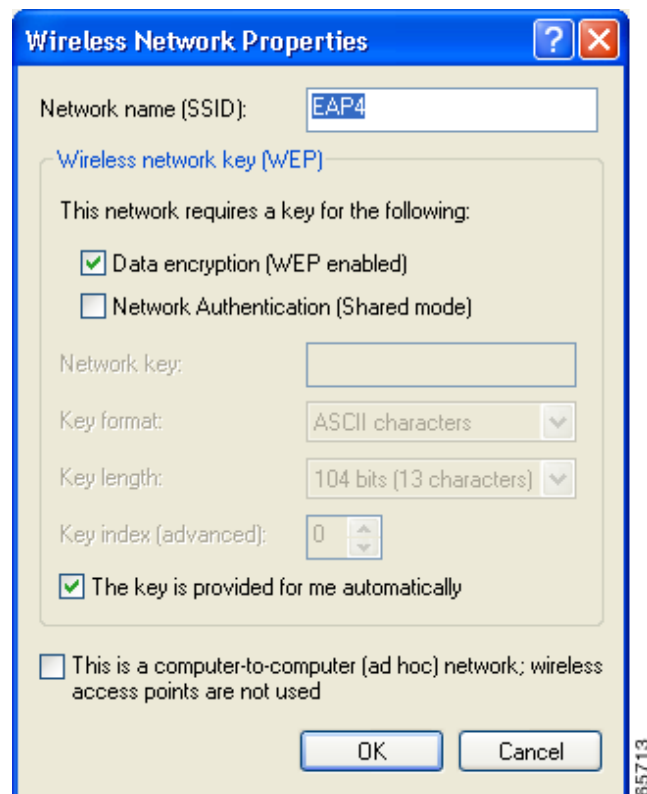 Wireless Network Properties
Network name (SSID): EAP4
Wireless network key (WEP)
This network requires a key for the following:
Data encryption (WEP enabled)
Network Authentication (Shared mode)
Network key:
Key format: ASCII characters
Key length: 104 bits (13 characters)
Key index (advanced): 0
The key is provided for me automatically
This is a computer-to-computer (ad hoc) network; wireless
access points are not used
OK Cancel
65713